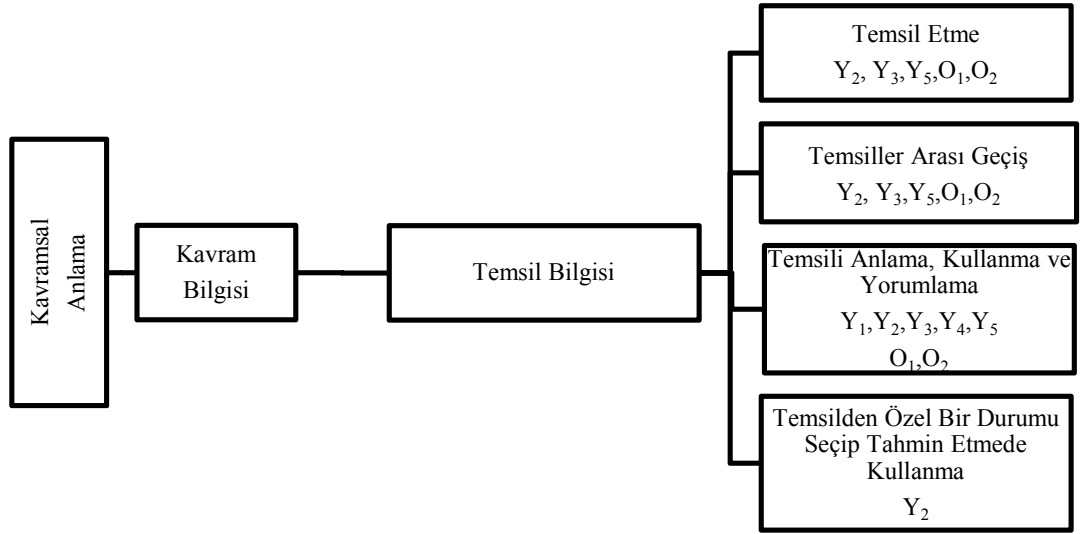 Kavramsal
Anlama
Kavram
Bilgisi
Temsil Bilgisi
Temsil Etme
Y₂, Y₃,Y₅,O₁,O₂
Temsiller Arası Geçiş
Y₂, Y₃,Y₅,O₁,O₂
Temsili Anlama, Kullanma ve
Yorumlama
Y₁,Y₂,Y₃,Y₄,Y₅
O₁,O₂
Temsilden Özel Bir Durumu
Seçip Tahmin Etmede
Kullanma
Y₂